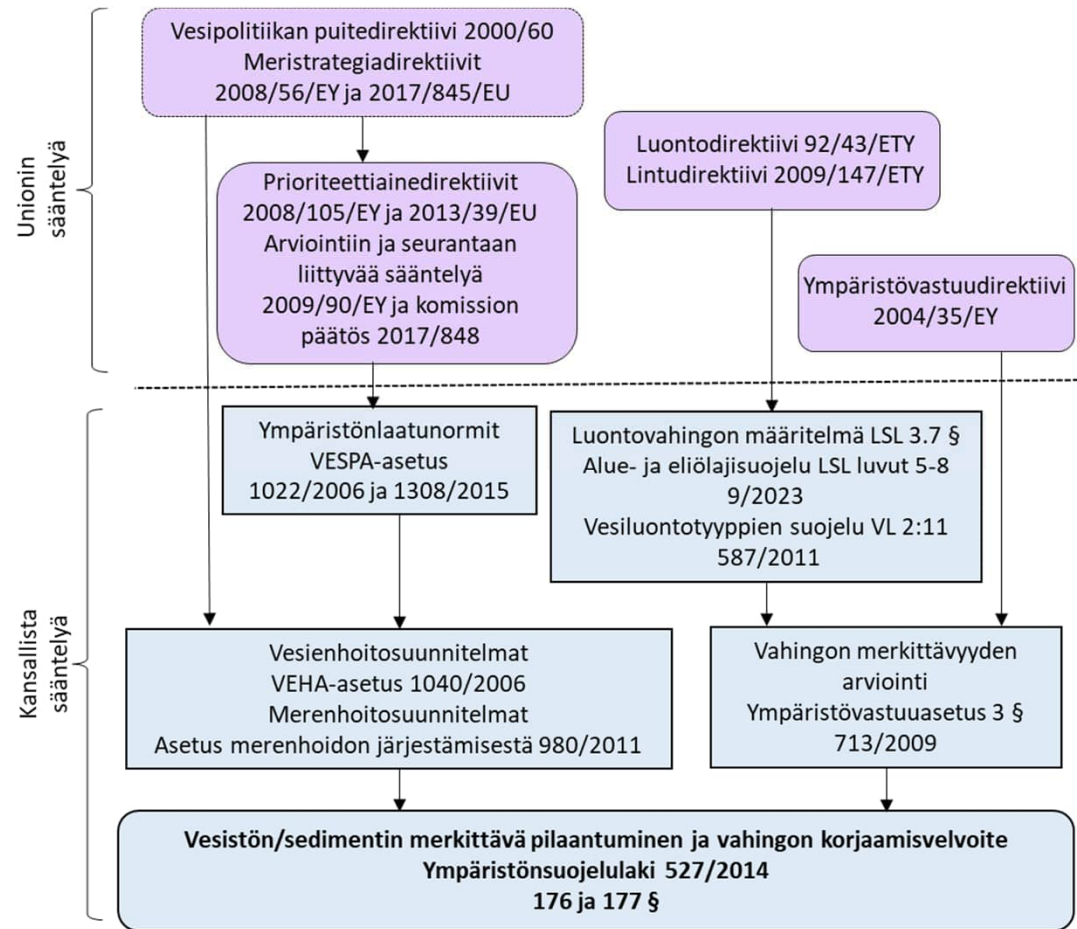 Unionin
sääntelyä
Vesipolitiikan puitedirektiivi 2000/60
Meristrategiadirektiivit
2008/56/EY ja 2017/845/EU
Prioriteettiainedirektiivit
2008/105/EY ja 2013/39/EU
Arviointiin ja seurantaan
liittyvää sääntelyä
2009/90/EY ja komission
päätös 2017/848
Luontodirektiivi 92/43/ETY
Lintudirektiivi 2009/147/ETY
Ympäristövastuudirektiivi
2004/35/EY
Kansallista
sääntelyä
Ympäristönlaatunormit
VESPA-asetus
1022/2006 ja 1308/2015
Luontovahingon määritelmä LSL 3.7 §
Alue- ja eliölajisuojelu LSL luvut 5-8
9/2023
Vesiluontotyyppien suojelu VL 2:11
587/2011
Vesienhoitosuunnitelmat
VEHA-asetus 1040/2006
Merenhoitosuunnitelmat
Asetus merenhoidon järjestämisestä 980/2011
Vahingon merkittävyyden
arviointi
Ympäristövastuuasetus 3 §
713/2009
Vesistön/sedimentin merkittävä pilaantuminen ja vahingon korjaamisvelvoite
Ympäristönsuojelulaki 527/2014
176 ja 177 §